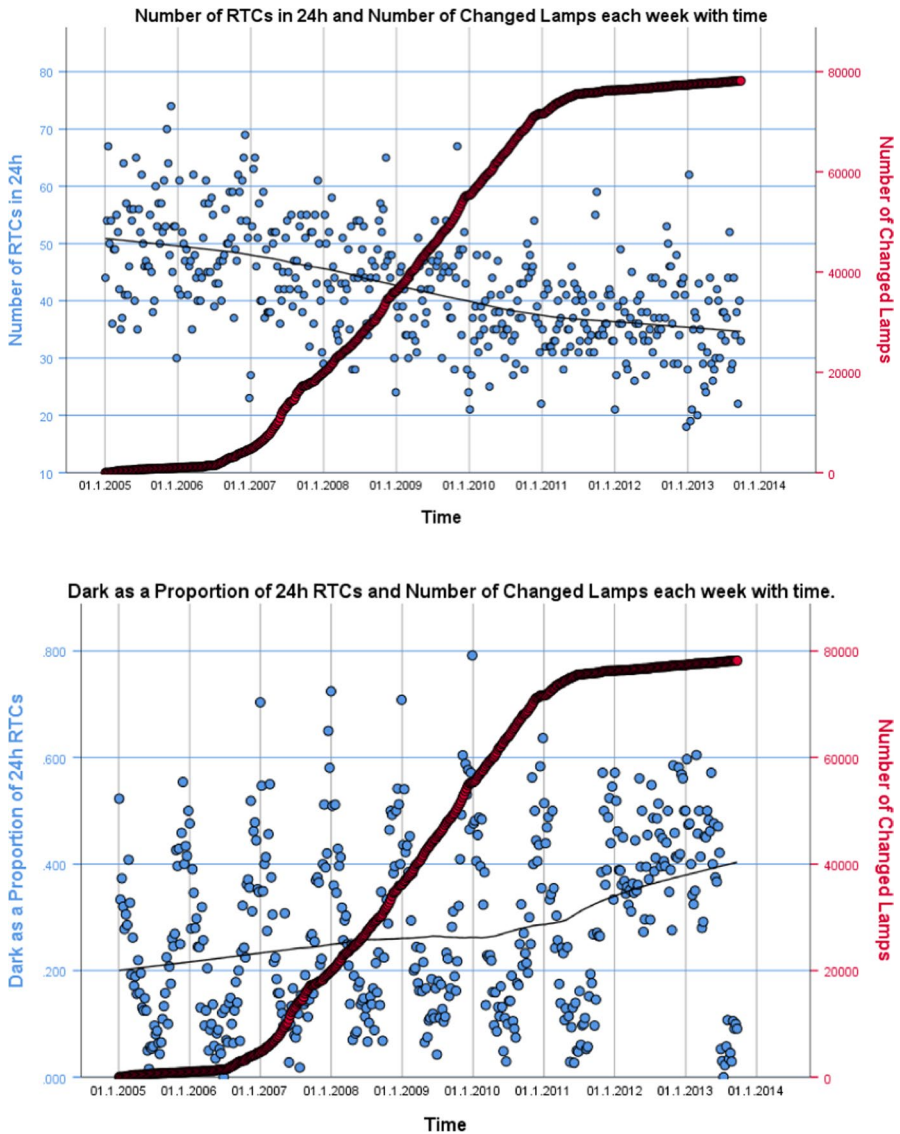 Number of RTCs in 24h and Number of Changed Lamps each week with time
80
70
60
50
40
30
20
10
Number of RTCs in 24h
80000
60000
40000
20000
0
Number of Changed Lamps
01.1.2005 01.1.2006 01.1.2007 01.1.2008 01.1.2009 01.1.2010 01.1.2011 01.1.2012 01.1.2013 01.1.2014
Time
Dark as a Proportion of 24h RTCs and Number of Changed Lamps each week with time.
.800
.600
.400
.200
.000
Dark as a Proportion of 24h RTCs
80000
60000
40000
20000
0
Number of Changed Lamps
01.1.2005 01.1.2006 01.1.2007 01.1.2008 01.1.2009 01.1.2010 01.1.2011 01.1.2012 01.1.2013 01.1.2014
Time